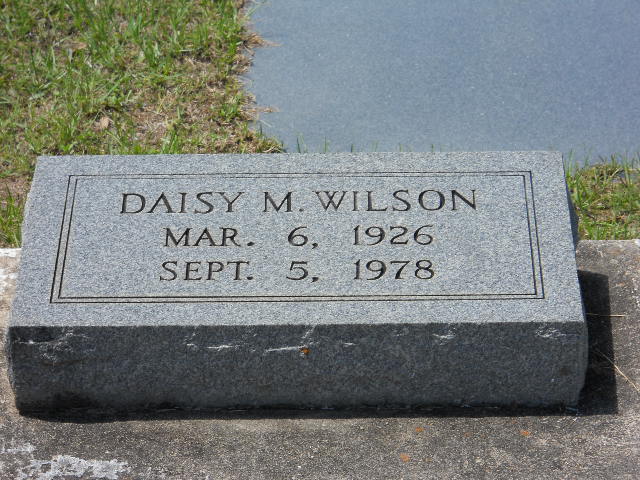 DAISY M. WILSON
MAR. 6, 1926
SEPT. 5, 1978